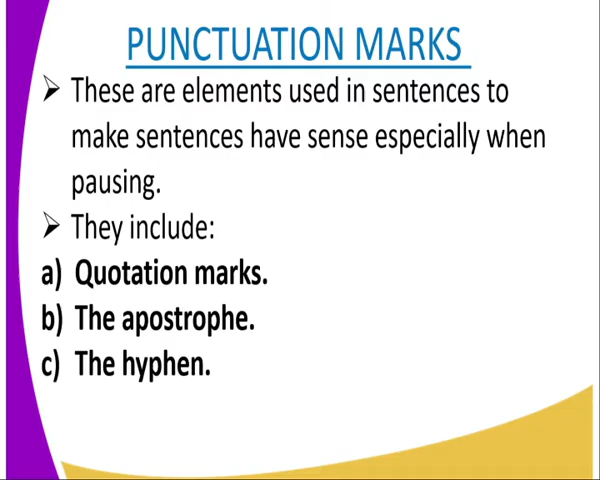 PUNCTUATION MARKS
➢ These are elements used in sentences to
make sentences have sense especially when
pausing.
➢ They include:
a) Quotation marks.
b) The apostrophe.
c) The hyphen.